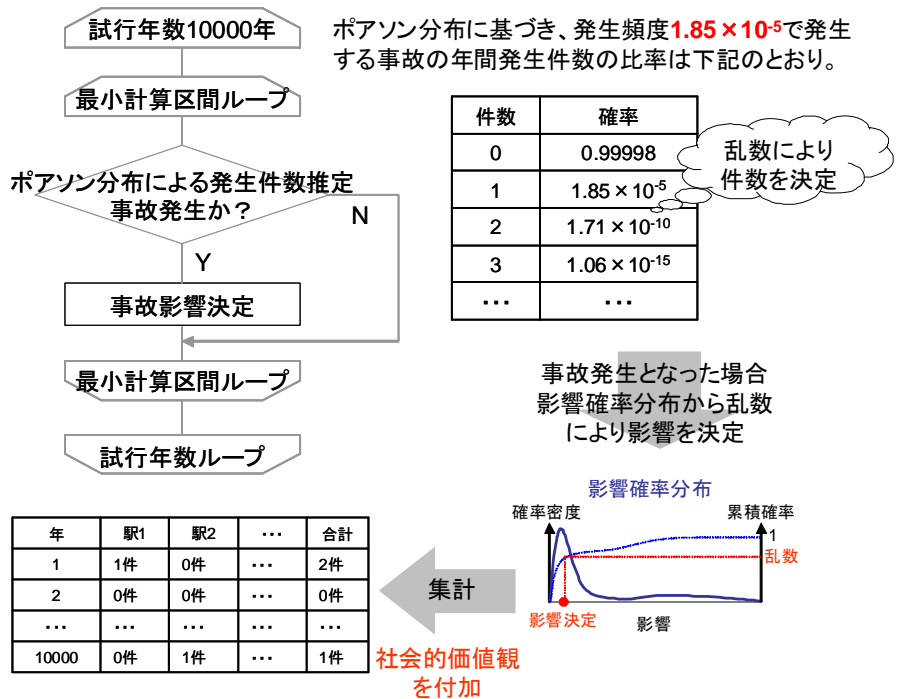 試行年数10000年
最小計算区間ループ
ポアソン分布による発生件数推定
事故発生か？
N
Y
事故影響決定
最小計算区間ループ
試行年数ループ
ポアソン分布に基づき、発生頻度1.85×10⁻⁵で発生
する事故の年間発生件数の比率は下記のとおり。
件数 確率
0 0.99998
1 1.85×10⁻⁵
2 1.71×10⁻¹⁰
3 1.06×10⁻¹⁵
… …
乱数により
件数を決定
事故発生となった場合
影響確率分布から乱数
により影響を決定
影響確率分布
確率密度
累積確率
1
乱数
影響決定
影響
集計
社会的価値観
を付加
年 駅1 駅2 … 合計
1 1件 0件 … 2件
2 0件 0件 … 0件
… … … … …
10000 0件 1件 … 1件